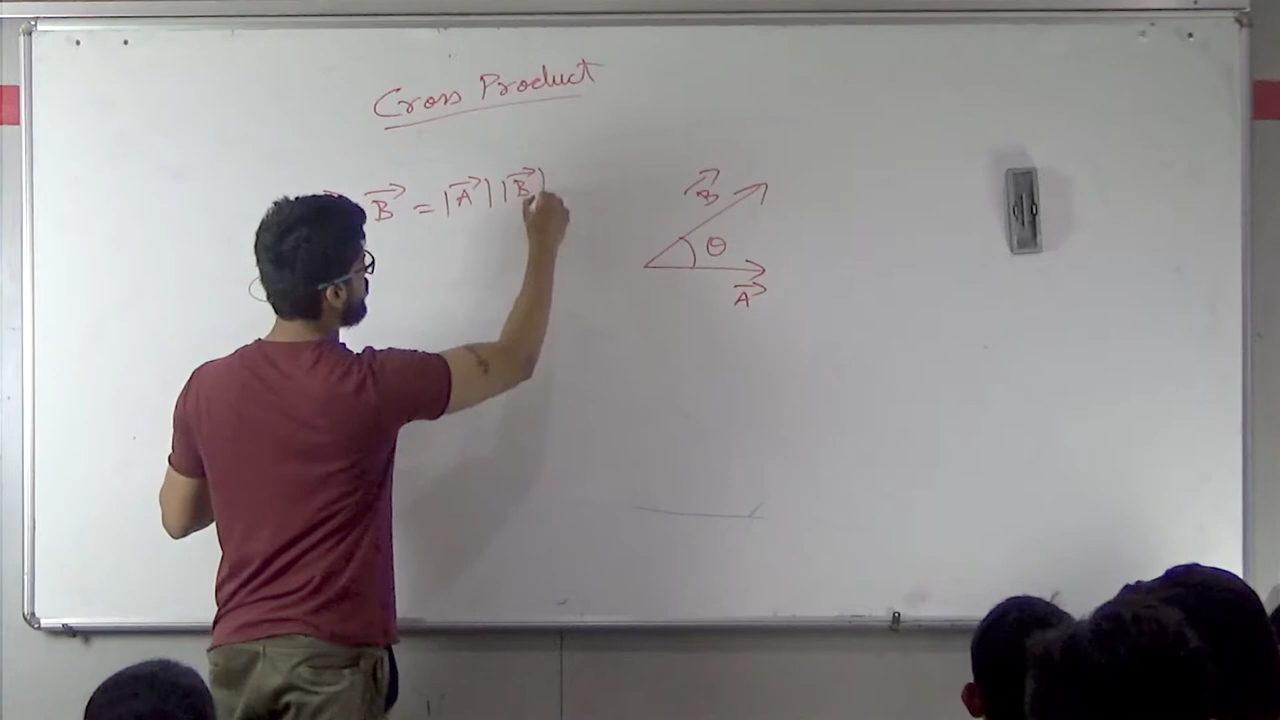 Cross Product
B⃗ = |A⃗| |B⃗|
B⃗
θ
A⃗